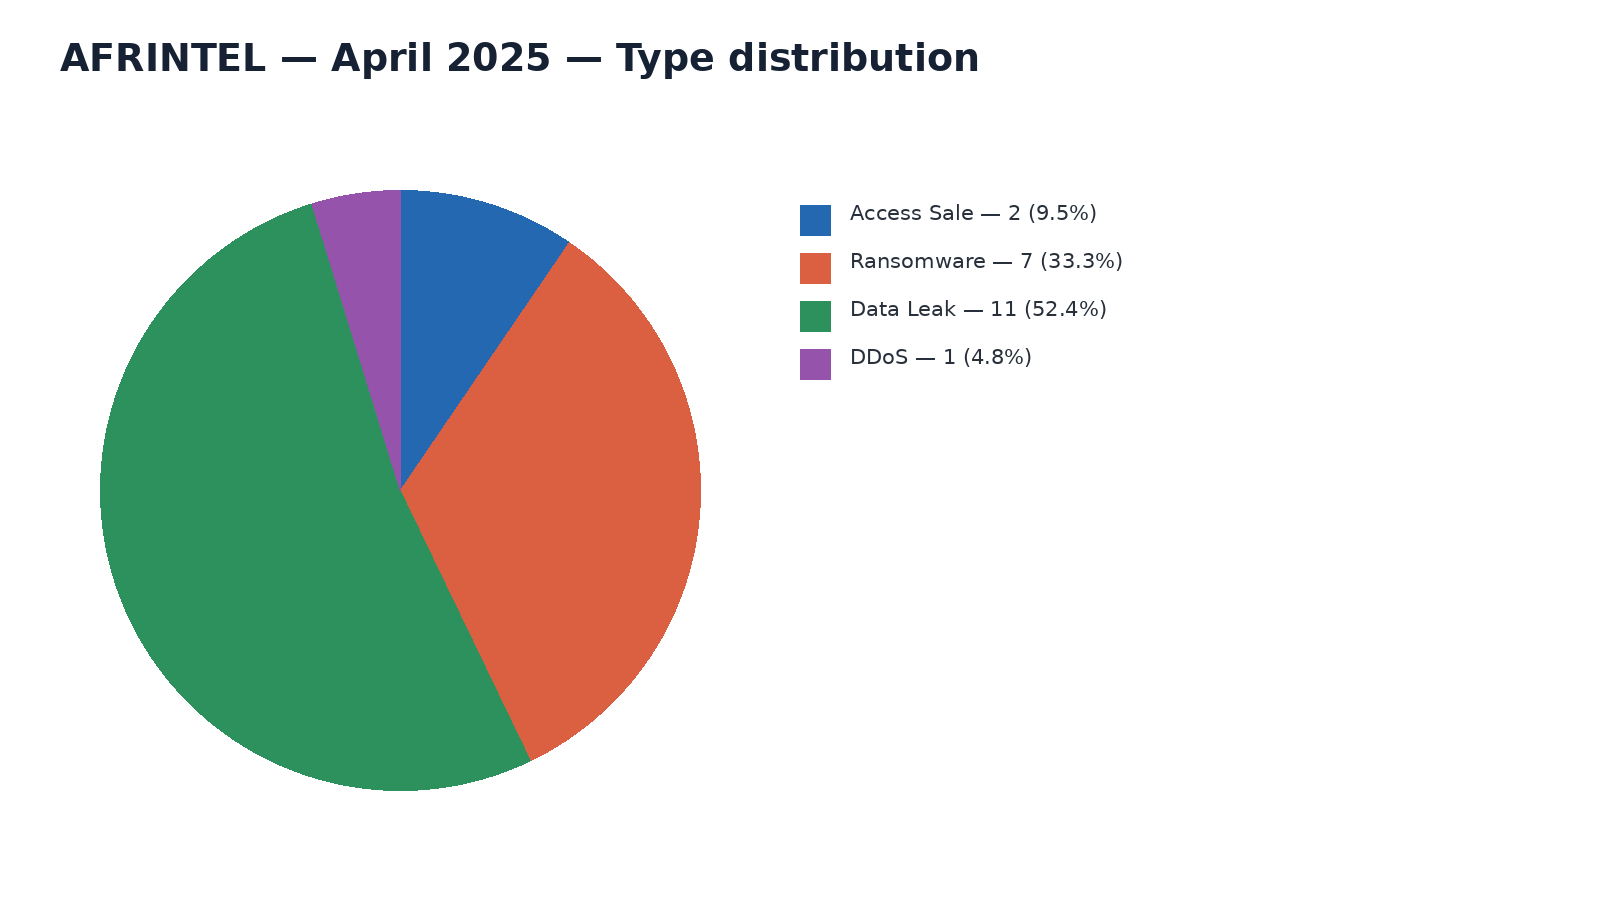 AFRINTEL — April 2025 — Type distribution
Access Sale — 2 (9.5%)
Ransomware — 7 (33.3%)
Data Leak — 11 (52.4%)
DDoS — 1 (4.8%)